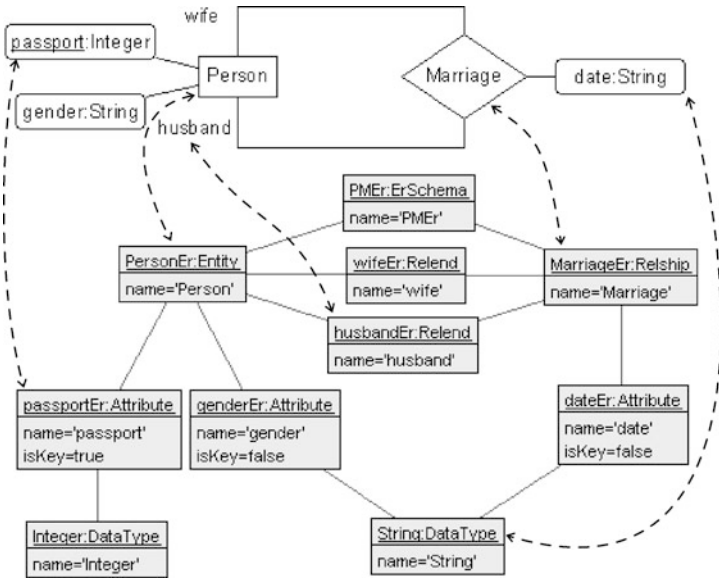 wife
passport:Integer
Person
Marriage
date:String
gender:String
husband
PMEr:ErSchema
name='PMEr'
PersonEr:Entity
name='Person'
wifeEr:Relend
name='wife'
MarriageEr:Relship
name='Marriage'
husbandEr:Relend
name='husband'
passportEr:Attribute
name='passport'
isKey=true
genderEr:Attribute
name='gender'
isKey=false
dateEr:Attribute
name='date'
isKey=false
Integer:DataType
name='Integer'
String:DataType
name='String'